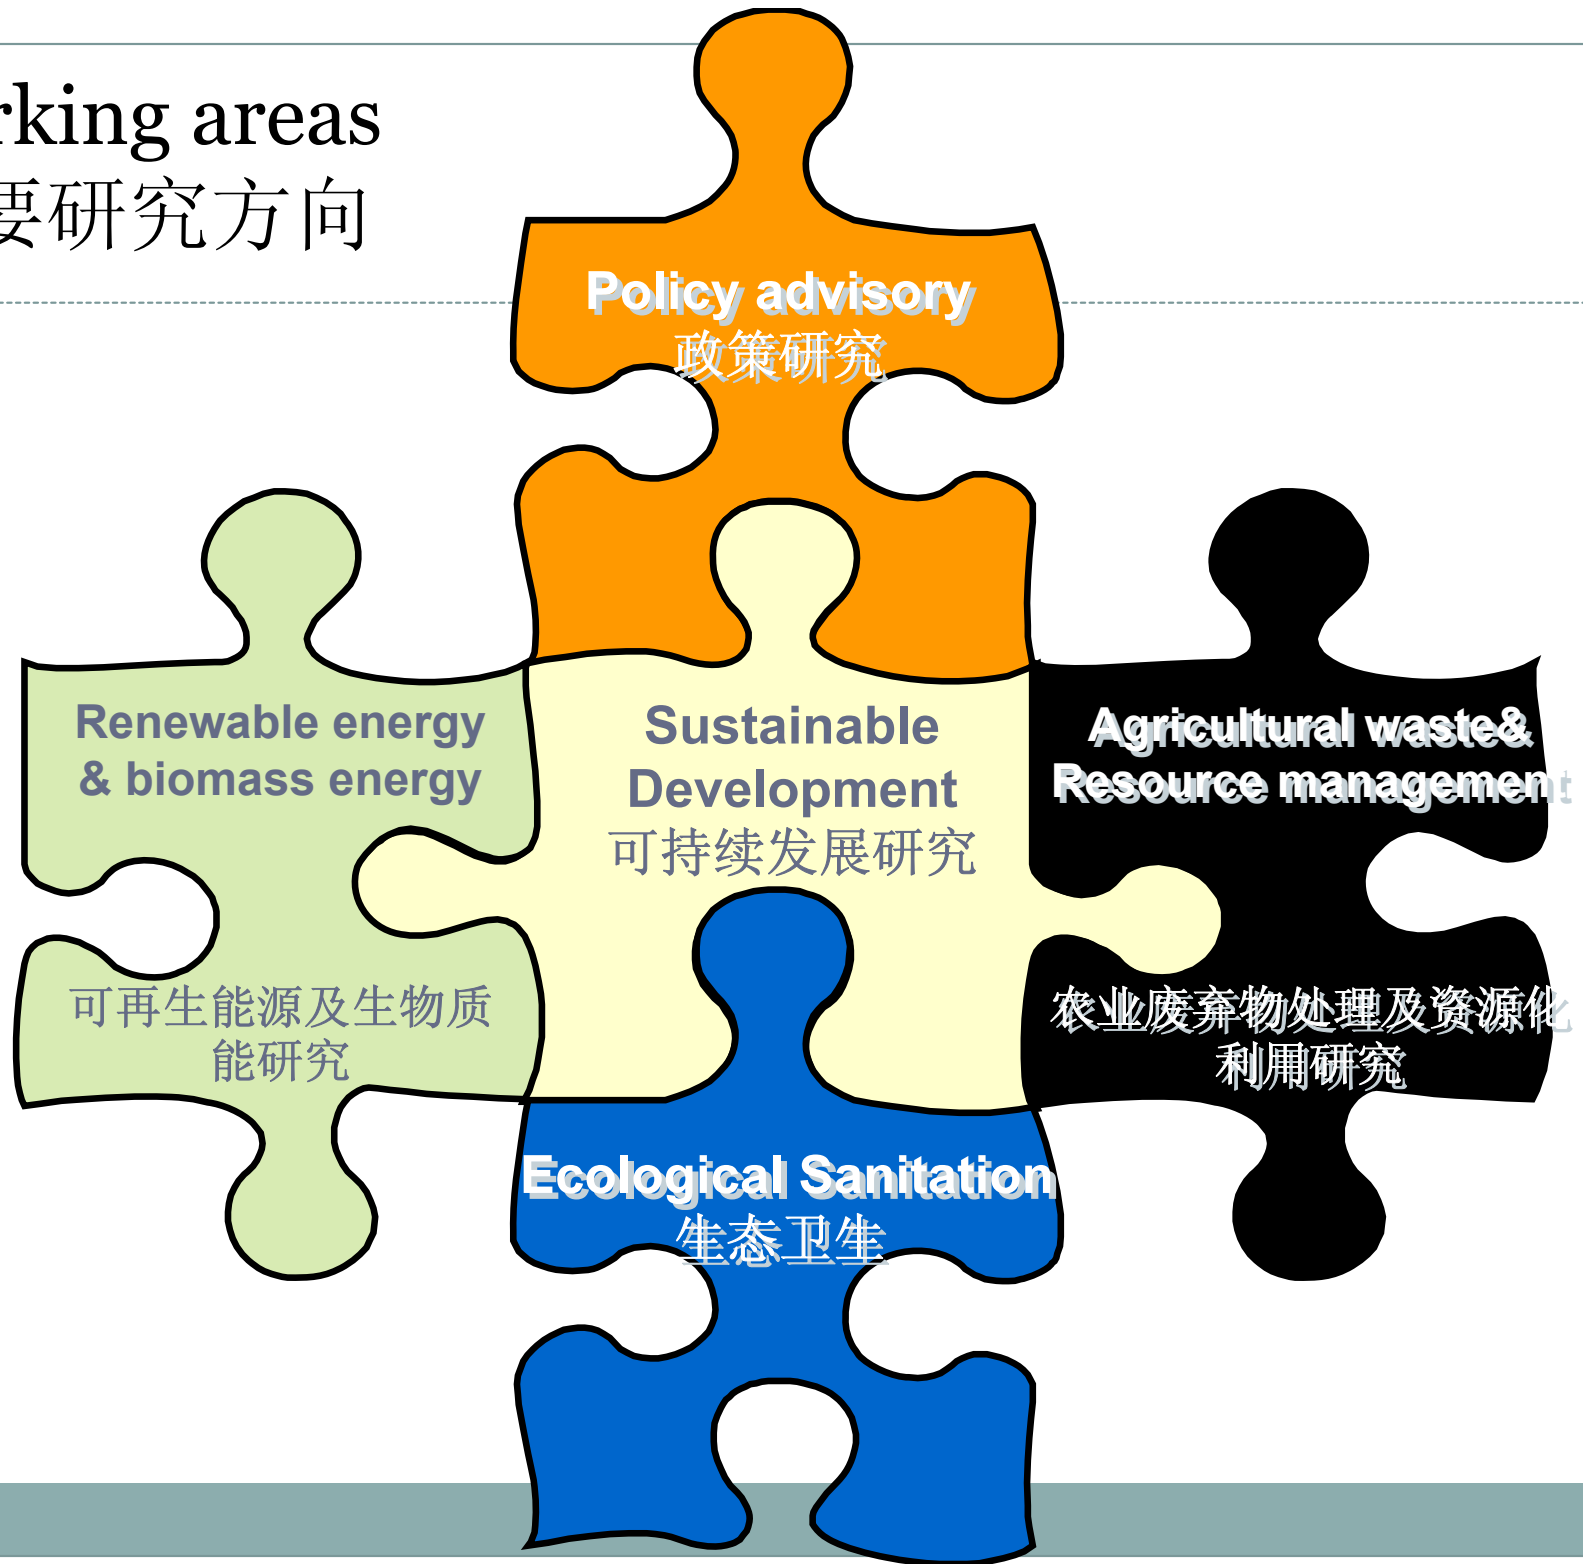 rking areas
要研究方向
Policy advisory
政策研究
Renewable energy
& biomass energy
可再生能源及生物质
能研究
Sustainable
Development
可持续发展研究
Agricultural waste&
Resource management
农业废弃物处理及资源化
利用研究
Ecological Sanitation
生态卫生